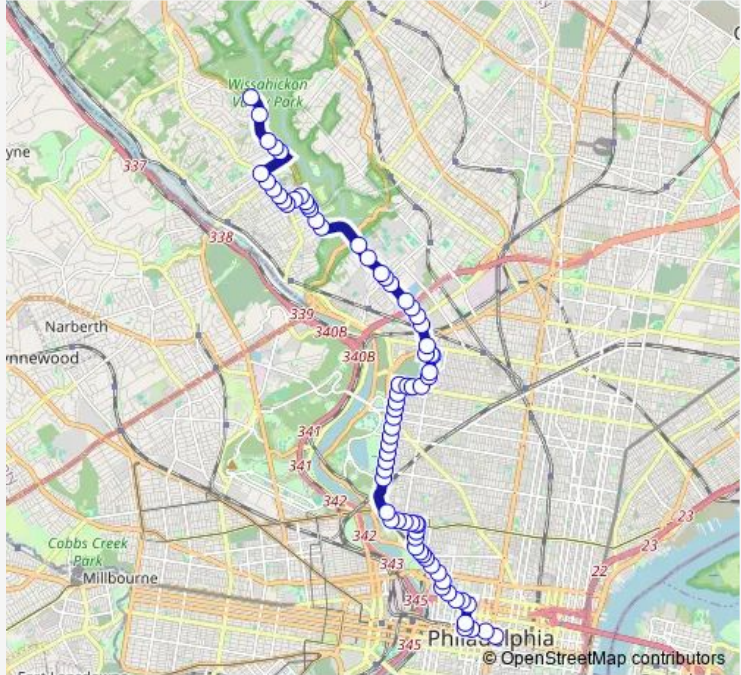 Wissahickon
Valley Park
yne
337
338
339
340B
340B
Narberth
ynnewood
341
341
342
342
343
Cobbs Creek
Park
Millbourne
345
345
22
23
23
Philadelphia
© OpenStreetMap contributors